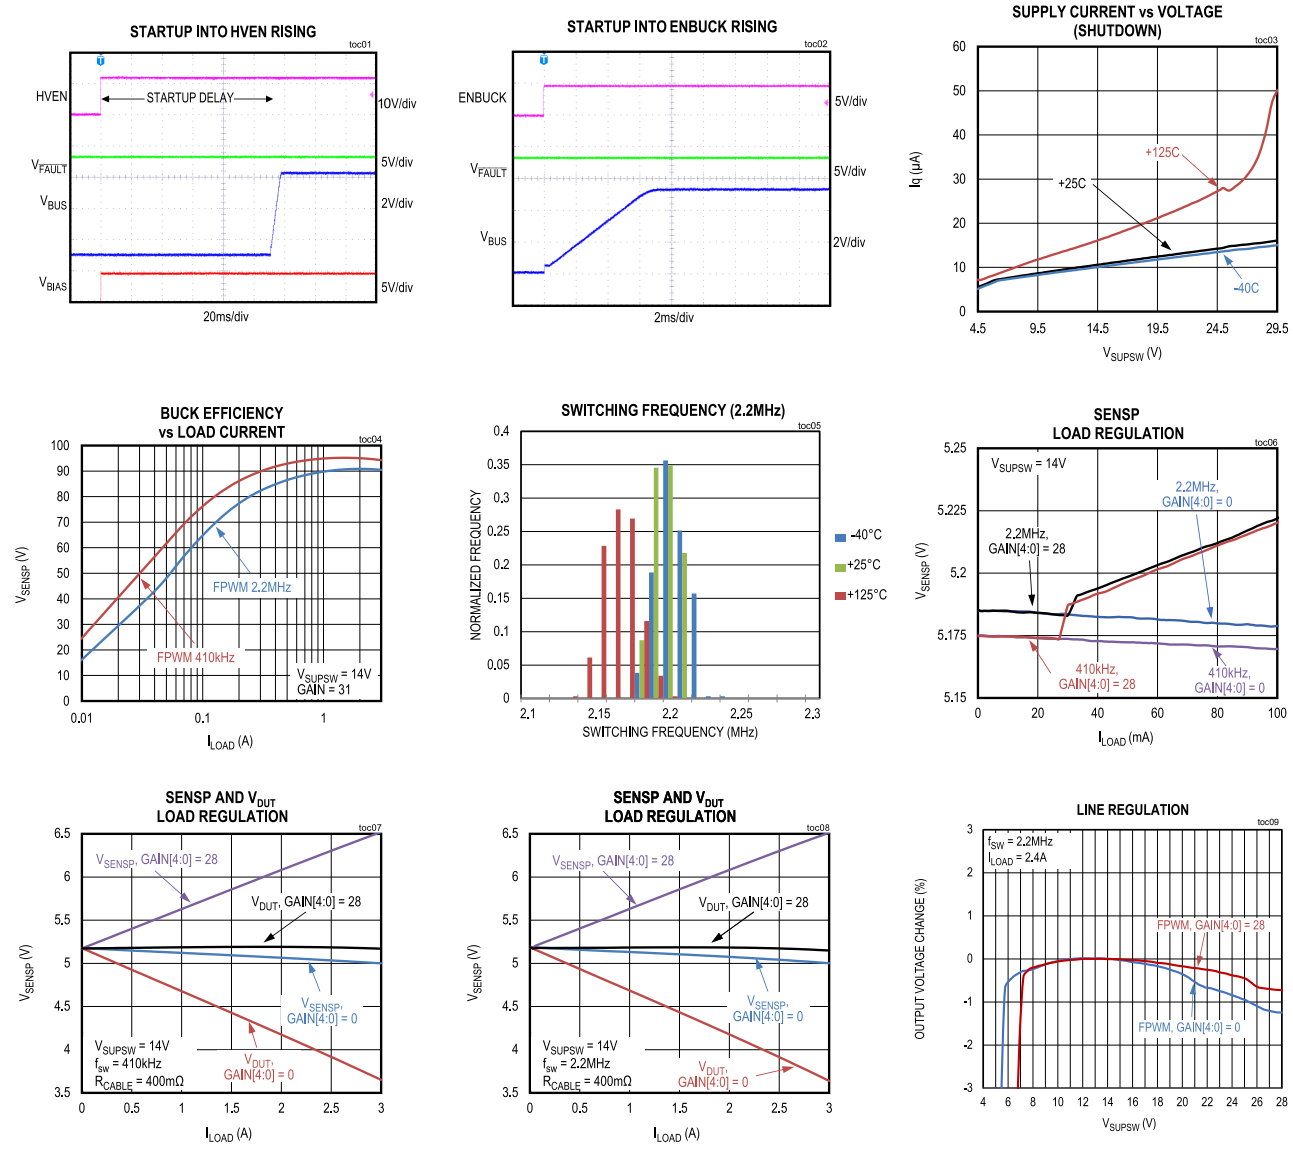 STARTUP INTO HVEN RISING
toc01
HVEN
STARTUP DELAY
10V/div
VFAULT
5V/div
VBUS
2V/div
VBIAS
5V/div
20ms/div
STARTUP INTO ENBUCK RISING
toc02
ENBUCK
5V/div
VFAULT
5V/div
VBUS
2V/div
2ms/div
SUPPLY CURRENT vs VOLTAGE
(SHUTDOWN)
toc03
60
50
40
30
20
10
0
Iq (µA)
+125C
+25C
-40C
4.5 9.5 14.5 19.5 24.5 29.5
VSUPSW (V)
BUCK EFFICIENCY
vs LOAD CURRENT
toc04
100
90
80
70
60
50
40
30
20
10
0
VSENSP (V)
FPWM 2.2MHz
FPWM 410kHz
VSUPSW = 14V
GAIN = 31
0.01 0.1 1
ILOAD (A)
SWITCHING FREQUENCY (2.2MHz)
toc05
0.4
0.35
0.3
0.25
0.2
0.15
0.1
0.05
0
NORMALIZED FREQUENCY
-40°C
+25°C
+125°C
2.1 2.15 2.2 2.25 2.3
SWITCHING FREQUENCY (MHz)
SENSP
LOAD REGULATION
toc06
5.25
5.225
5.2
5.175
5.15
VSENSP (V)
VSUPSW = 14V
2.2MHz,
GAIN[4:0] = 0
2.2MHz,
GAIN[4:0] = 28
410kHz,
GAIN[4:0] = 28
410kHz,
GAIN[4:0] = 0
0 20 40 60 80 100
ILOAD (mA)
SENSP AND VDUT
LOAD REGULATION
toc07
6.5
6
5.5
5
4.5
4
3.5
VSENSP (V)
VSENSP, GAIN[4:0] = 28
VDUT, GAIN[4:0] = 28
VSENSP,
GAIN[4:0] = 0
VDUT,
GAIN[4:0] = 0
VSUPSW = 14V
fsw = 410kHz
RCABLE = 400mΩ
0 0.5 1 1.5 2 2.5 3
ILOAD (A)
SENSP AND VDUT
LOAD REGULATION
toc08
6.5
6
5.5
5
4.5
4
3.5
VSENSP (V)
VSENSP, GAIN[4:0] = 28
VDUT, GAIN[4:0] = 28
VSENSP,
GAIN[4:0] = 0
VDUT,
GAIN[4:0] = 0
VSUPSW = 14V
fsw = 2.2MHz
RCABLE = 400mΩ
0 0.5 1 1.5 2 2.5 3
ILOAD (A)
LINE REGULATION
toc09
3
2
1
0
-1
-2
-3
OUTPUT VOLTAGE CHANGE (%)
fSW = 2.2MHz
ILOAD = 2.4A
FPWM, GAIN[4:0] = 28
FPWM, GAIN[4:0] = 0
4 6 8 10 12 14 16 18 20 22 24 26 28
VSUPSW (V)